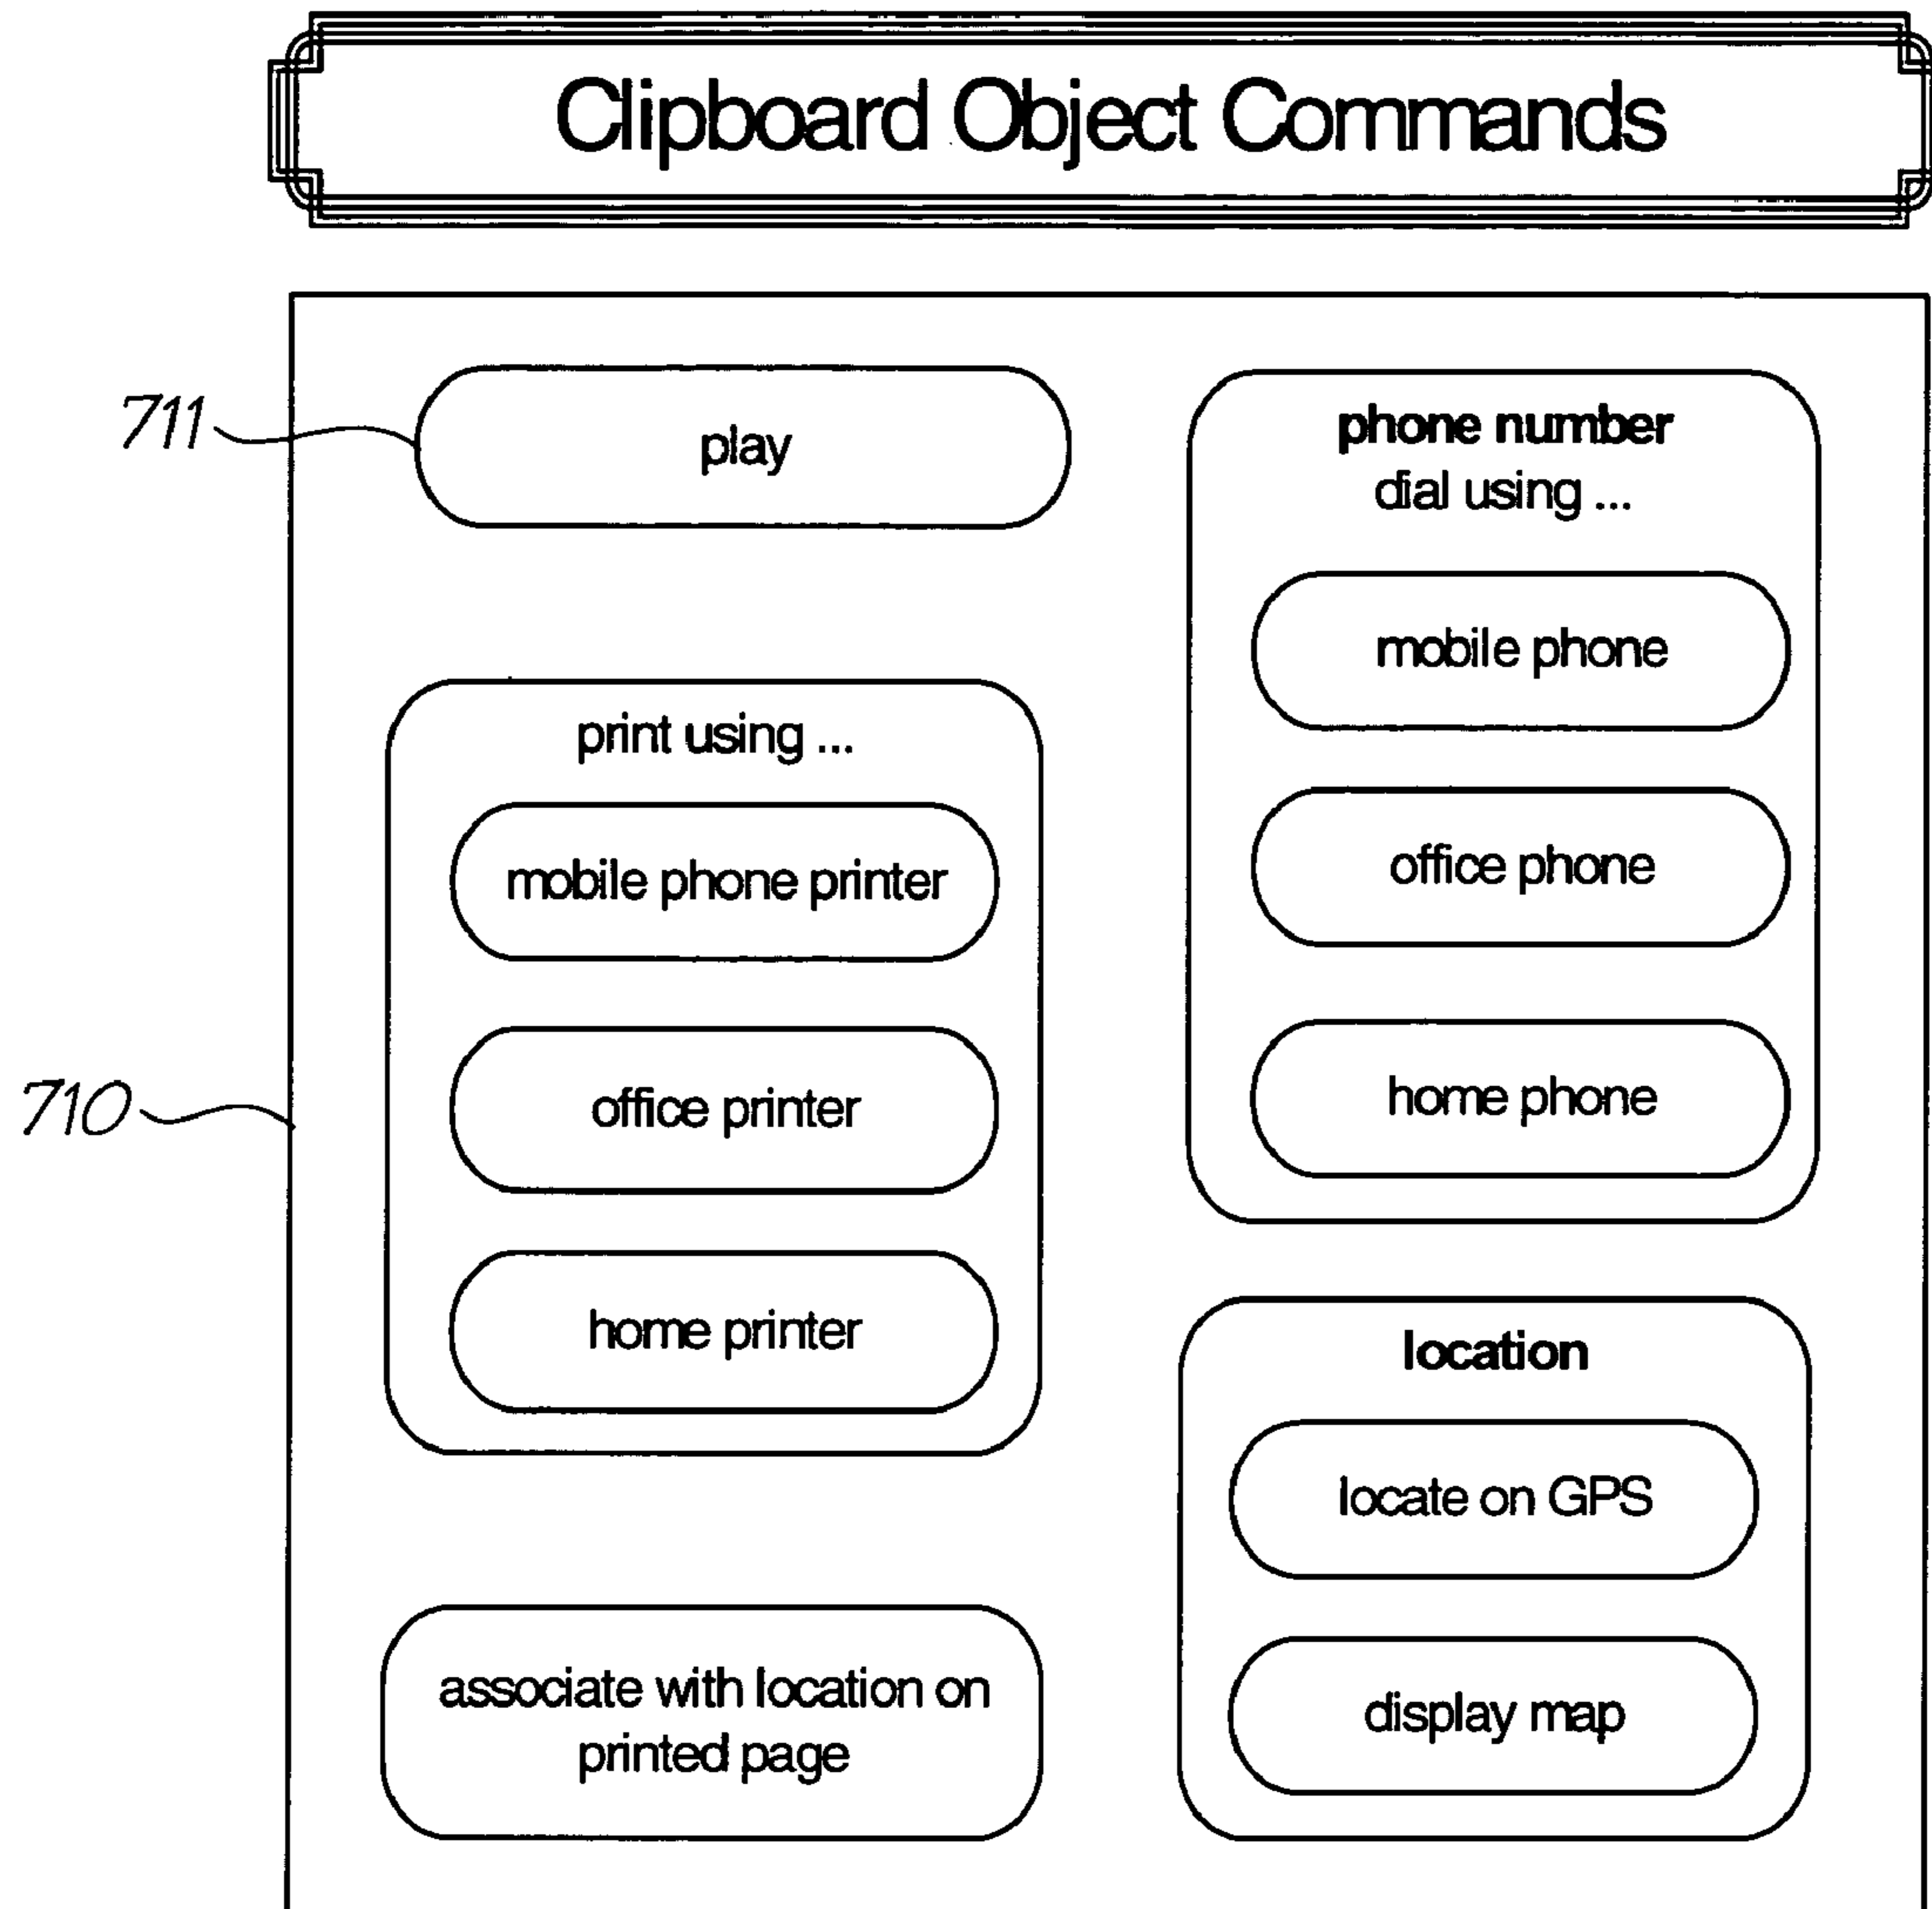 Clipboard Object Commands
711
play
print using ...
mobile phone printer
office printer
home printer
associate with location on
printed page
phone number
dial using ...
mobile phone
office phone
home phone
location
locate on GPS
display map
710